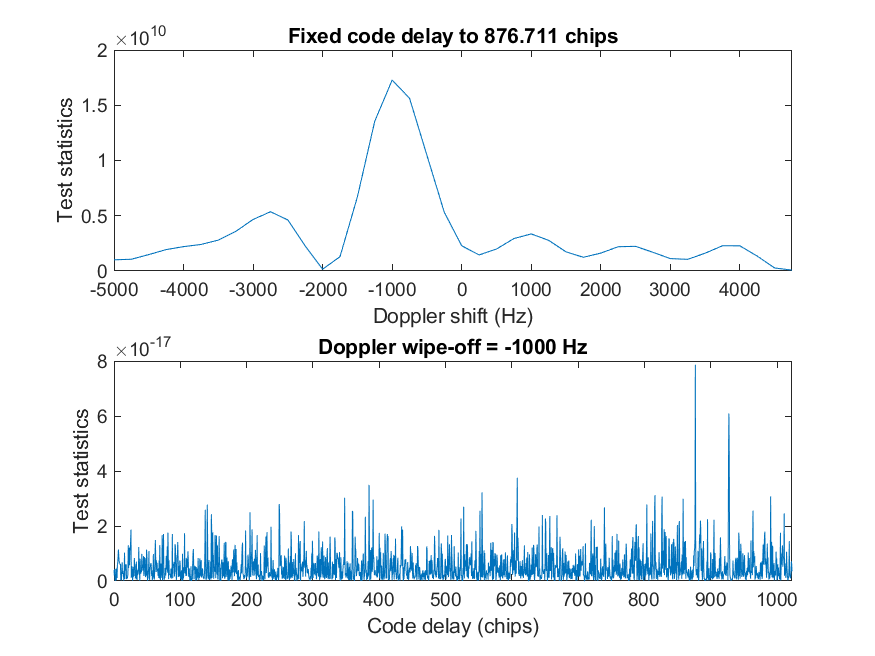 Fixed code delay to 876.711 chips
×10^10
2
1.5
1
0.5
0
Test statistics
-5000 -4000 -3000 -2000 -1000 0 1000 2000 3000 4000
Doppler shift (Hz)
Doppler wipe-off = -1000 Hz
×10^-17
8
6
4
2
0
Test statistics
0 100 200 300 400 500 600 700 800 900 1000
Code delay (chips)